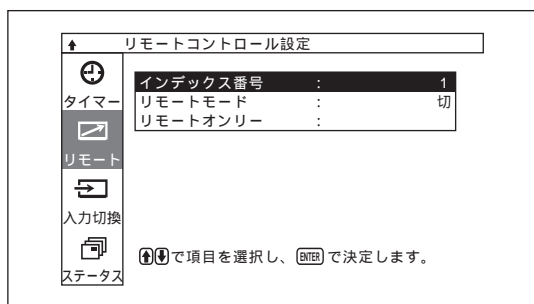 リモートコントロール設定
タイマー
リモート
入力切換
ステータス
インデックス番号 : 1
リモートモード : 切
リモートオンリー :
で項目を選択し、ENTERで決定します。